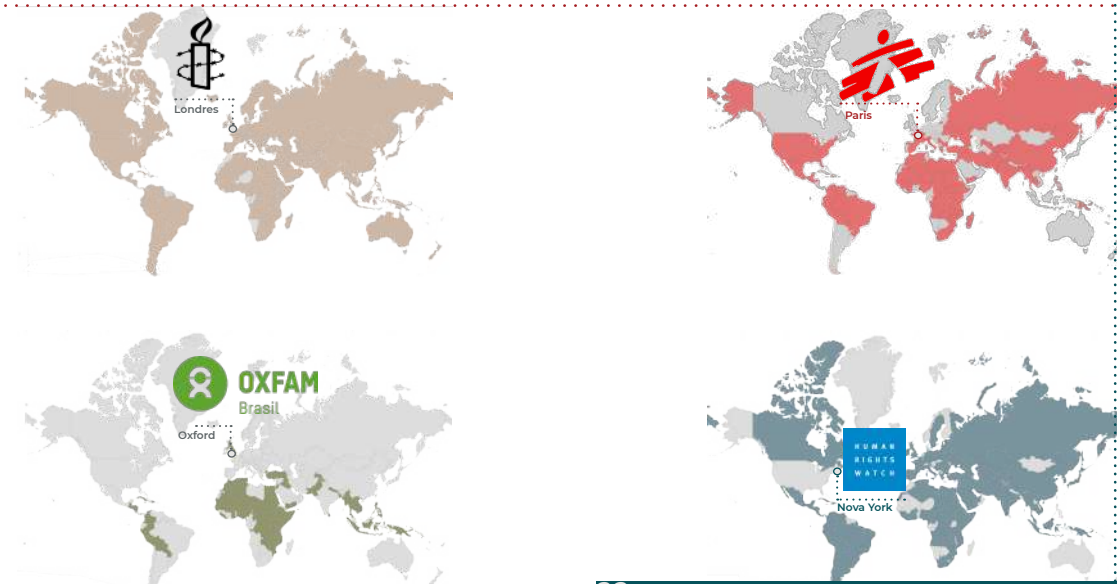 Londres
Paris
OXFAM
Brasil
Oxford
HUMAN
RIGHTS
WATCH
Nova York